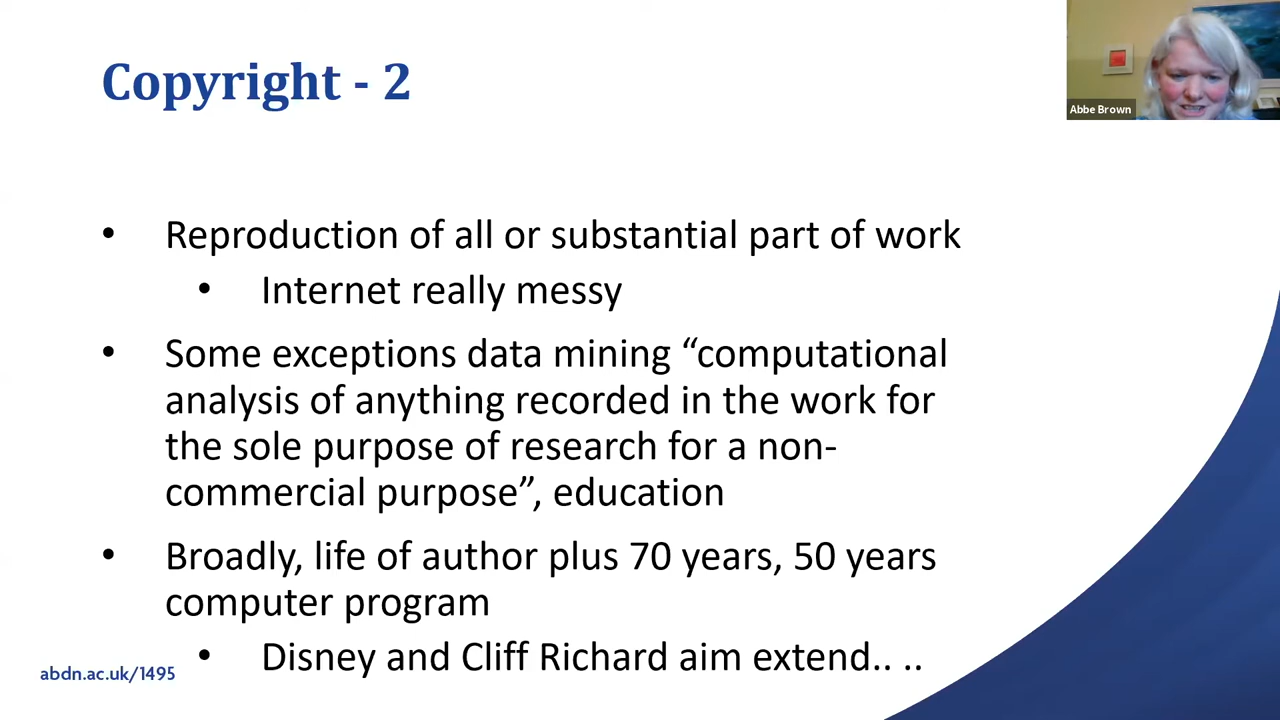 Copyright - 2
Abbe Brown
• Reproduction of all or substantial part of work
• Internet really messy
• Some exceptions data mining “computational
analysis of anything recorded in the work for
the sole purpose of research for a non-
commercial purpose”, education
• Broadly, life of author plus 70 years, 50 years
computer program
• Disney and Cliff Richard aim extend.. ..
abdn.ac.uk/1495